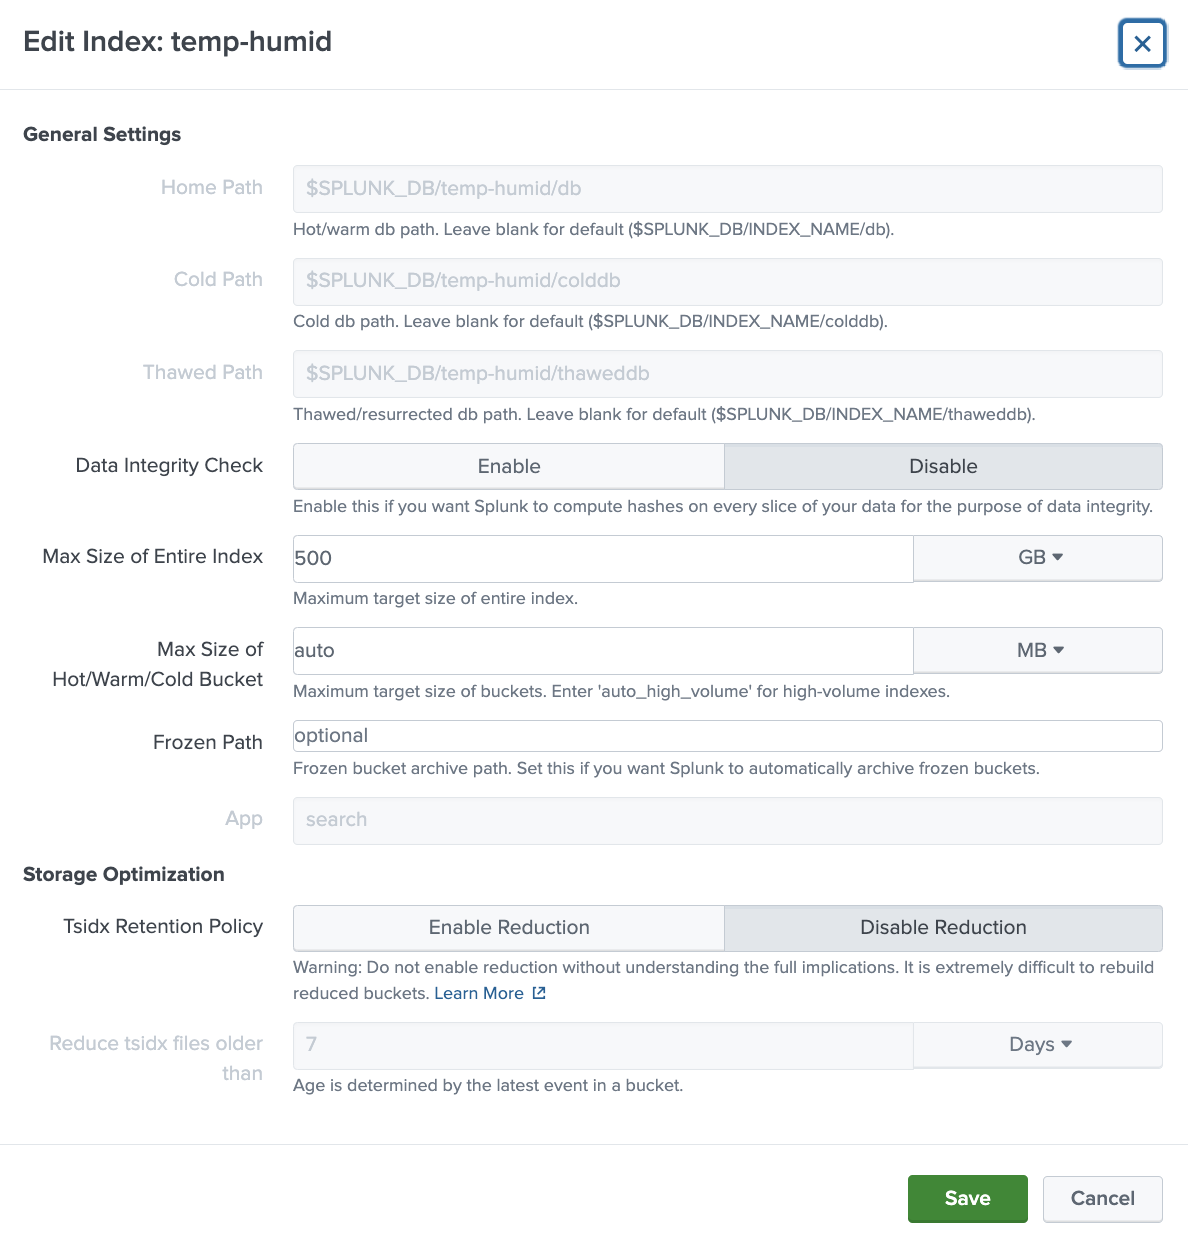 Edit Index: temp-humid
General Settings
Home Path
$SPLUNK_DB/temp-humid/db
Hot/warm db path. Leave blank for default ($SPLUNK_DB/INDEX_NAME/db).
Cold Path
$SPLUNK_DB/temp-humid/colddb
Cold db path. Leave blank for default ($SPLUNK_DB/INDEX_NAME/colddb).
Thawed Path
$SPLUNK_DB/temp-humid/thaweddb
Thawed/resurrected db path. Leave blank for default ($SPLUNK_DB/INDEX_NAME/thaweddb).
Data Integrity Check
Enable
Disable
Enable this if you want Splunk to compute hashes on every slice of your data for the purpose of data integrity.
Max Size of Entire Index
500
GB
Maximum target size of entire index.
Max Size of
Hot/Warm/Cold Bucket
auto
MB
Maximum target size of buckets. Enter 'auto_high_volume' for high-volume indexes.
Frozen Path
optional
Frozen bucket archive path. Set this if you want Splunk to automatically archive frozen buckets.
App
search
Storage Optimization
Tsidx Retention Policy
Enable Reduction
Disable Reduction
Warning: Do not enable reduction without understanding the full implications. It is extremely difficult to rebuild
reduced buckets. Learn More
Reduce tsidx files older
than
7
Days
Age is determined by the latest event in a bucket.
Save
Cancel